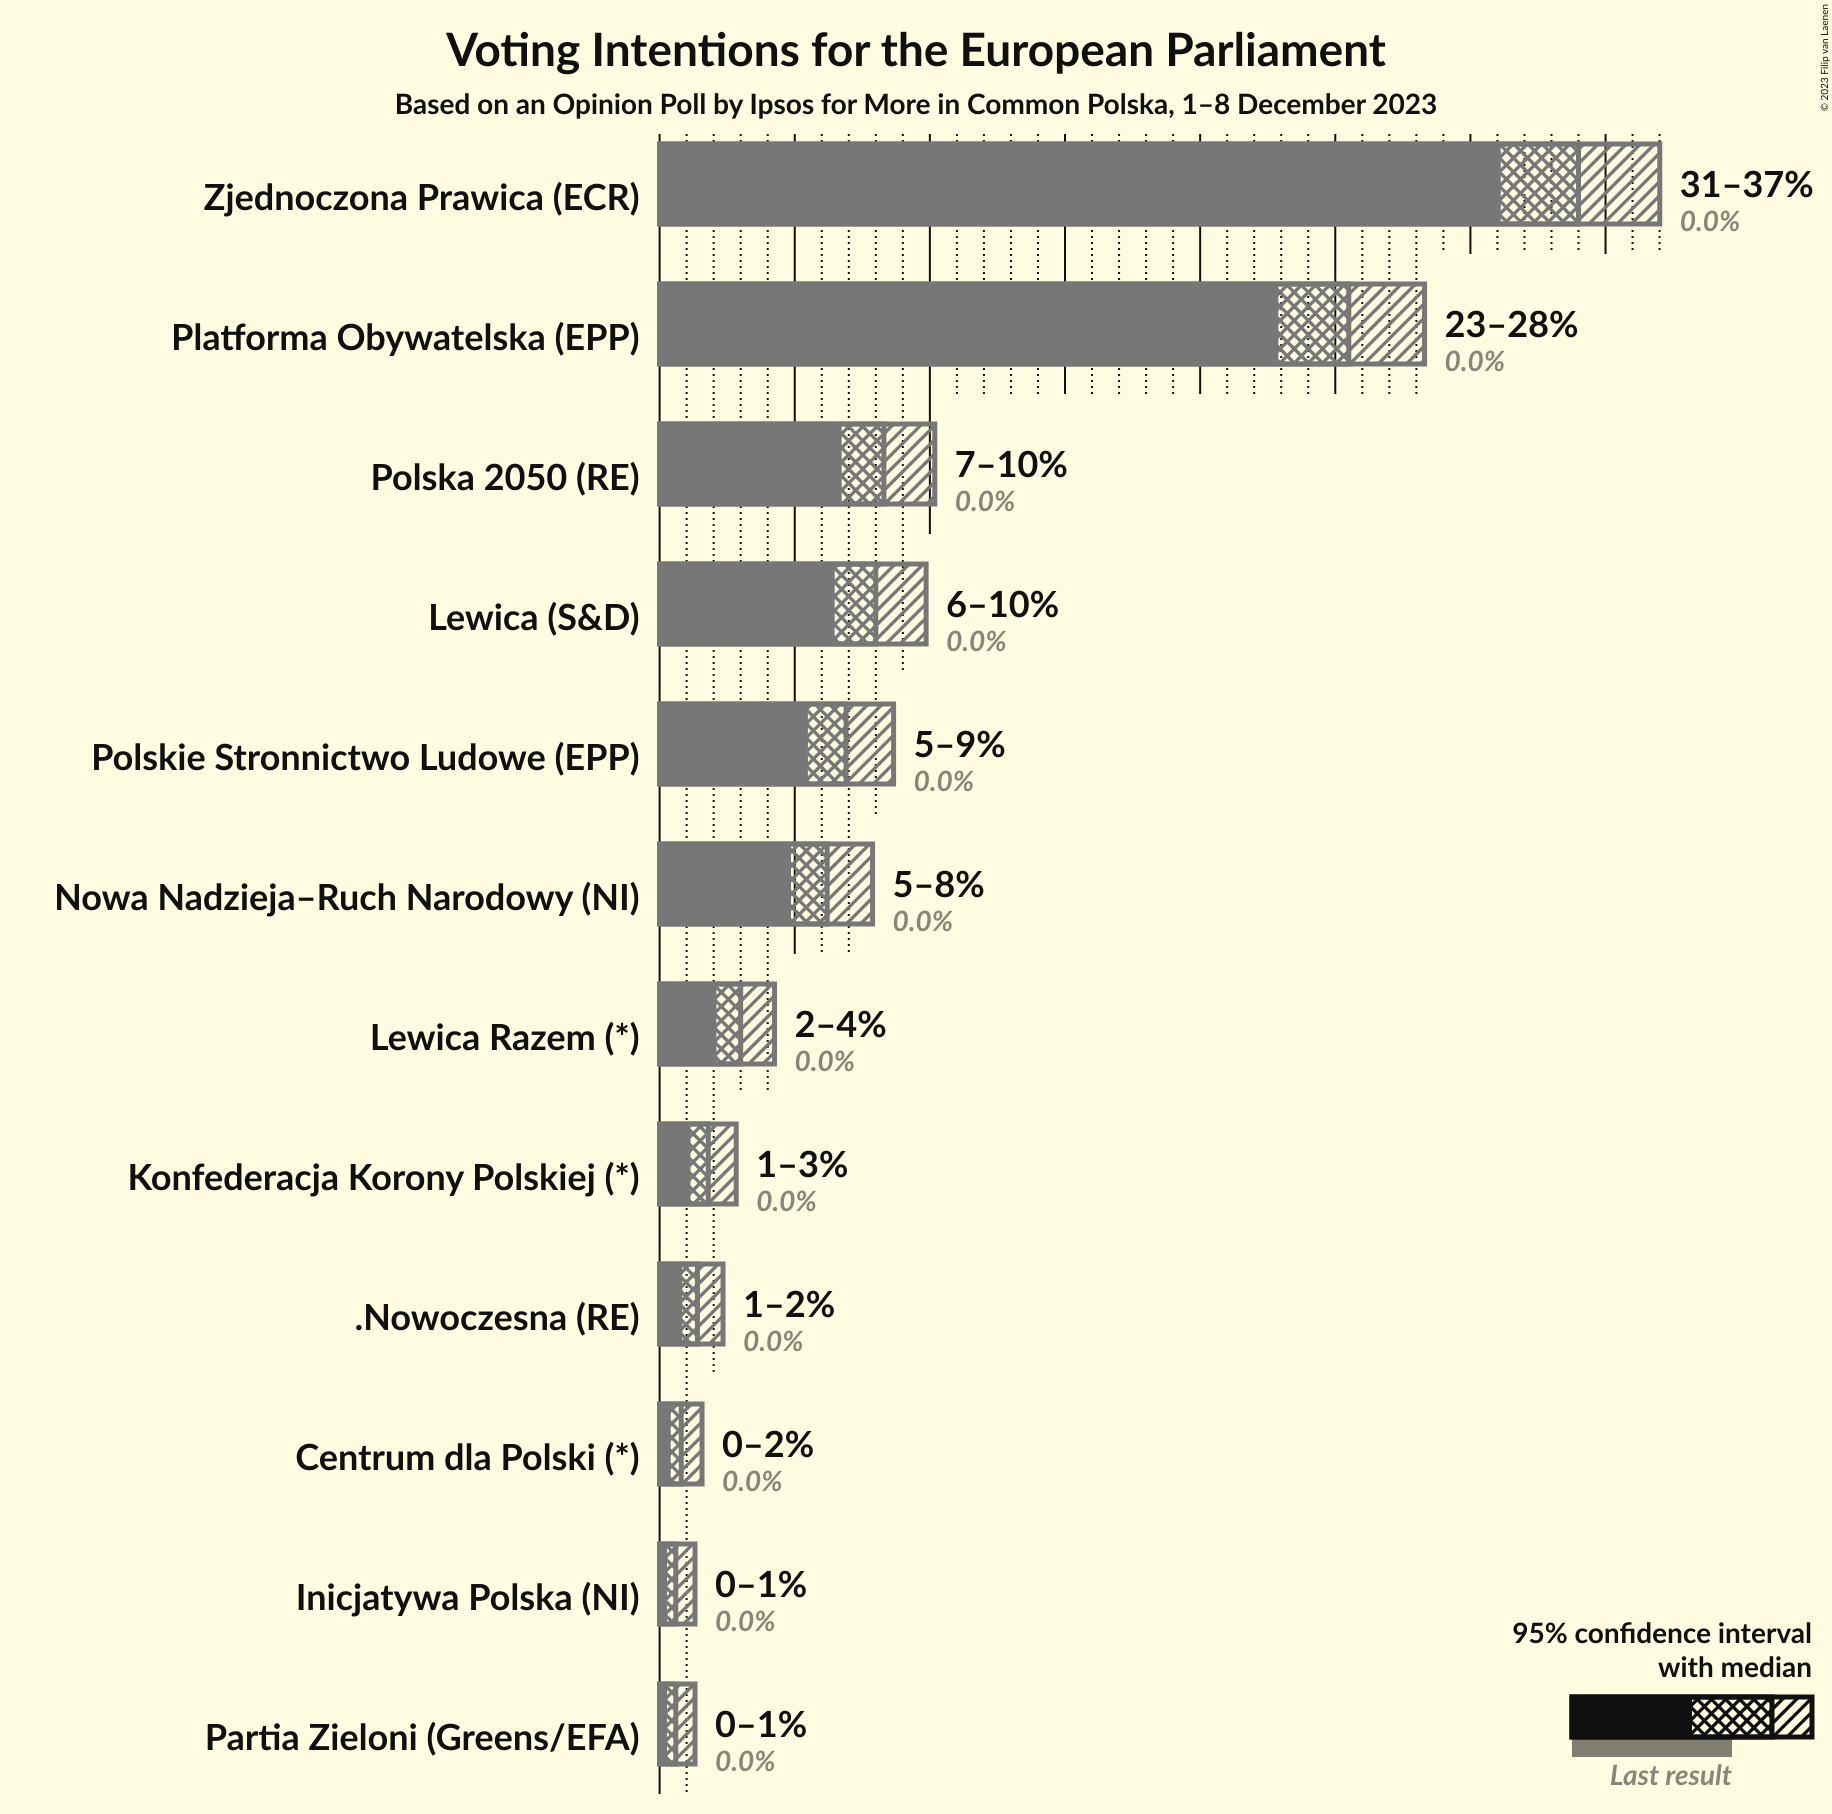 Voting Intentions for the European Parliament
Based on an Opinion Poll by Ipsos for More in Common Polska, 1–8 December 2023
© 2023 Filip van Laenen
Zjednoczona Prawica (ECR)
31–37%
0.0%
Platforma Obywatelska (EPP)
23–28%
0.0%
Polska 2050 (RE)
7–10%
0.0%
Lewica (S&D)
6–10%
0.0%
Polskie Stronnictwo Ludowe (EPP)
5–9%
0.0%
Nowa Nadzieja–Ruch Narodowy (NI)
5–8%
0.0%
Lewica Razem (*)
2–4%
0.0%
Konfederacja Korony Polskiej (*)
1–3%
0.0%
.Nowoczesna (RE)
1–2%
0.0%
Centrum dla Polski (*)
0–2%
0.0%
Inicjatywa Polska (NI)
0–1%
0.0%
Partia Zieloni (Greens/EFA)
0–1%
0.0%
95% confidence interval
with median
Last result